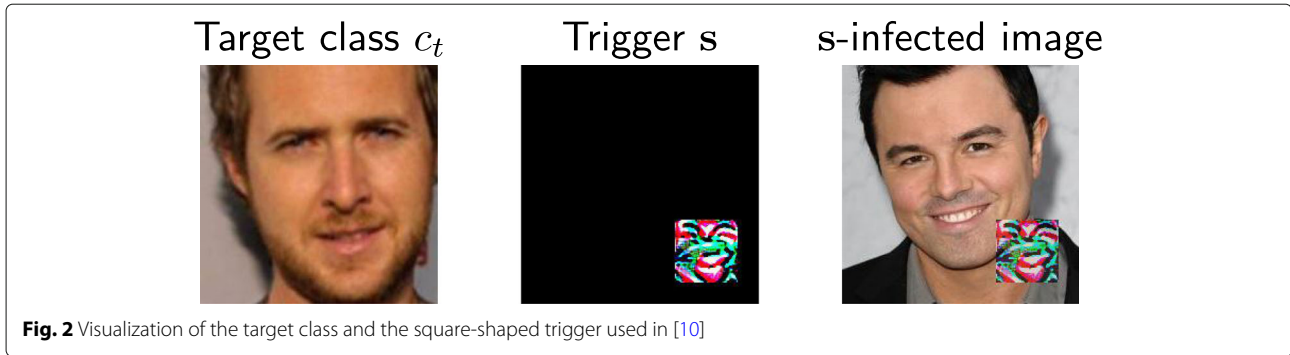 Target class c_t
Trigger s
s-infected image
Fig. 2 Visualization of the target class and the square-shaped trigger used in [10]